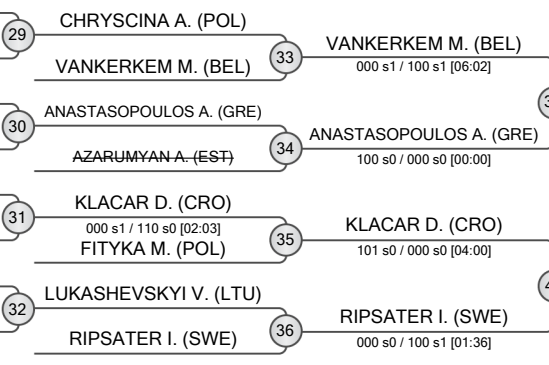 29
CHRYSCINA A. (POL)
VANKERKEM M. (BEL)
33
VANKERKEM M. (BEL)
000 s1 / 100 s1 [06:02]
30
ANASTASOPOULOS A. (GRE)
AZARUMYAN A. (EST)
34
ANASTASOPOULOS A. (GRE)
100 s0 / 000 s0 [00:00]
31
KLACAR D. (CRO)
000 s1 / 110 s0 [02:03]
FITYKA M. (POL)
35
KLACAR D. (CRO)
101 s0 / 000 s0 [04:00]
32
LUKASHEVSKYI V. (LTU)
RIPSATER I. (SWE)
36
RIPSATER I. (SWE)
000 s0 / 100 s1 [01:36]